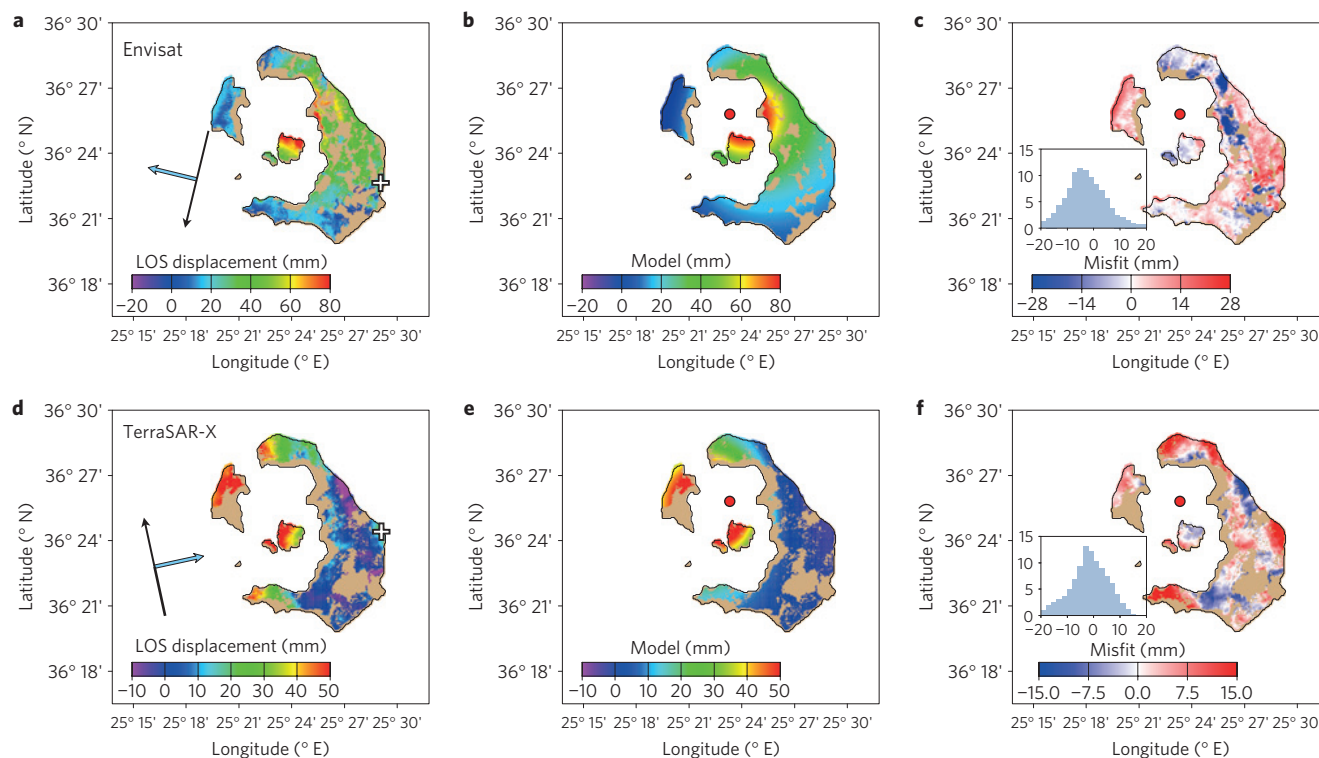 a
36° 30'
36° 27'
36° 24'
36° 21'
36° 18'
Latitude (° N)
Envisat
LOS displacement (mm)
−20 0 20 40 60 80
25° 15' 25° 18' 25° 21' 25° 24' 25° 27' 25° 30'
Longitude (° E)
b
36° 30'
36° 27'
36° 24'
36° 21'
36° 18'
Latitude (° N)
Model (mm)
−20 0 20 40 60 80
25° 15' 25° 18' 25° 21' 25° 24' 25° 27' 25° 30'
Longitude (° E)
c
36° 30'
36° 27'
36° 24'
36° 21'
36° 18'
Latitude (° N)
15
10
5
0
−20 −10 0 10 20
Misfit (mm)
−28 −14 0 14 28
25° 15' 25° 18' 25° 21' 25° 24' 25° 27' 25° 30'
Longitude (° E)
d
36° 30'
36° 27'
36° 24'
36° 21'
36° 18'
Latitude (° N)
TerraSAR-X
LOS displacement (mm)
−10 0 10 20 30 40 50
25° 15' 25° 18' 25° 21' 25° 24' 25° 27' 25° 30'
Longitude (° E)
e
36° 30'
36° 27'
36° 24'
36° 21'
36° 18'
Latitude (° N)
Model (mm)
−10 0 10 20 30 40 50
25° 15' 25° 18' 25° 21' 25° 24' 25° 27' 25° 30'
Longitude (° E)
f
36° 30'
36° 27'
36° 24'
36° 21'
36° 18'
Latitude (° N)
15
10
5
0
−20 −10 0 10 20
Misfit (mm)
−15.0 −7.5 0.0 7.5 15.0
25° 15' 25° 18' 25° 21' 25° 24' 25° 27' 25° 30'
Longitude (° E)